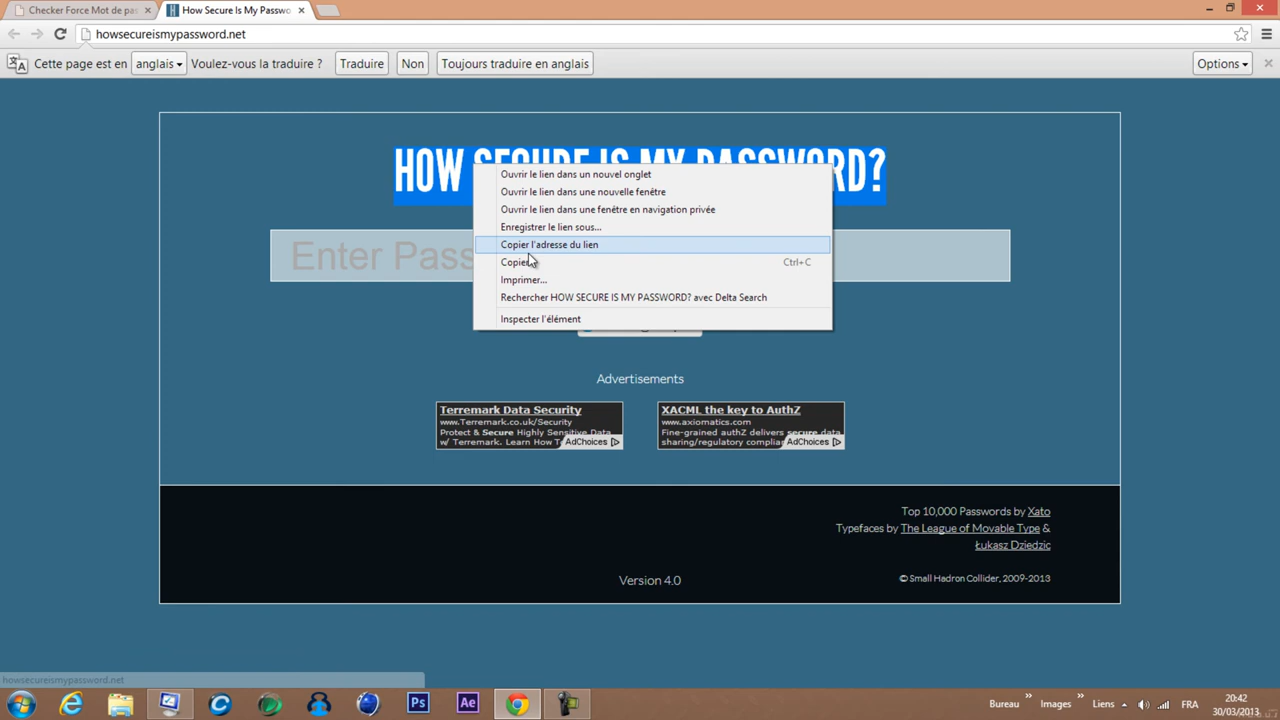 Checker Force Mot de pas
How Secure Is My Passwo
howsecureismypassword.net
Cette page est en anglais Voulez-vous la traduire ? Traduire Non Toujours traduire en anglais Options
HOW SECURE IS MY PASSWORD?
Ouvrir le lien dans un nouvel onglet
Ouvrir le lien dans une nouvelle fenêtre
Ouvrir le lien dans une fenêtre en navigation privée
Enregistrer le lien sous...
Copier l'adresse du lien
Enter Pass
Copier Ctrl+C
Imprimer...
Rechercher HOW SECURE IS MY PASSWORD? avec Delta Search
Inspecter l'élément
Advertisements
Terremark Data Security
www.Terremark.co.uk/Security
Protect & Secure Highly Sensitive Data
w/ Terremark. Learn How
AdChoices
XACML the key to AuthZ
www.axiomatics.com
Fine-grained authZ delivers secure data
sharing/regulatory
AdChoices
Top 10,000 Passwords by Xato
Typefaces by The League of Movable Type &
Łukasz Dziedzic
Version 4.0
© Small Hadron Collider, 2009-2013
howsecureismypassword.net
Ps
Ae
Bureau
Images
Liens
FRA
20:42
30/03/2013